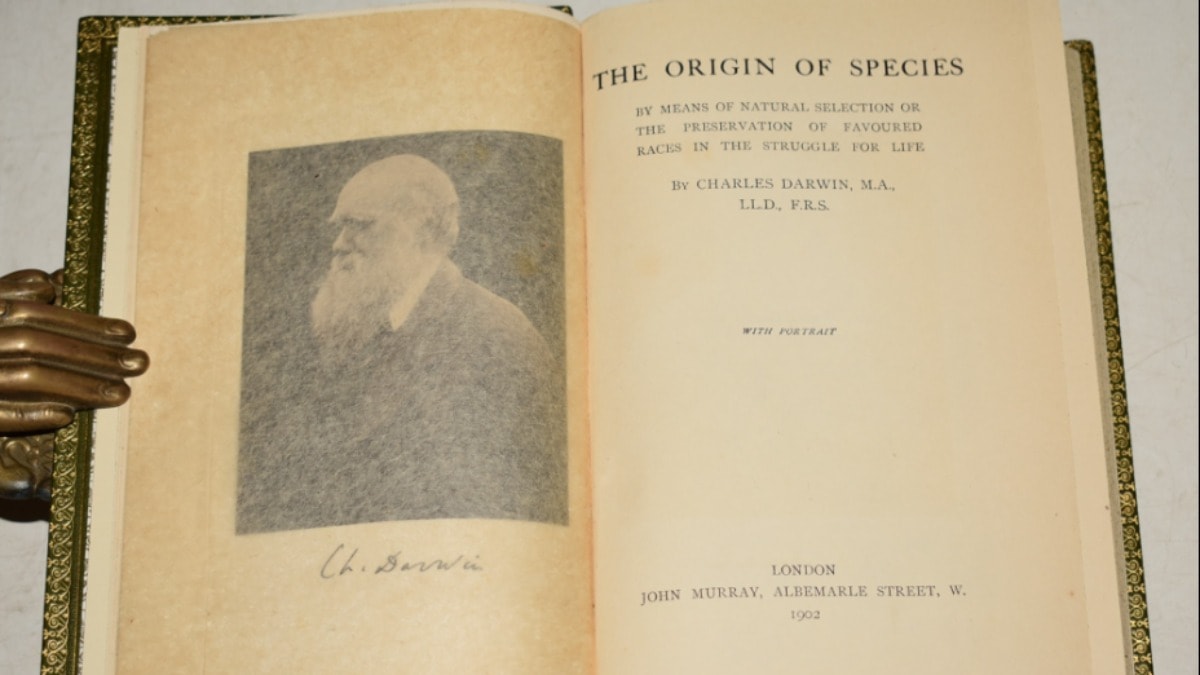 Ch. Darwin
THE ORIGIN OF SPECIES
BY MEANS OF NATURAL SELECTION OR
THE PRESERVATION OF FAVOURED
RACES IN THE STRUGGLE FOR LIFE
BY CHARLES DARWIN, M.A.,
LL.D., F.R.S.
WITH PORTRAIT
LONDON
JOHN MURRAY, ALBEMARLE STREET, W.
1902